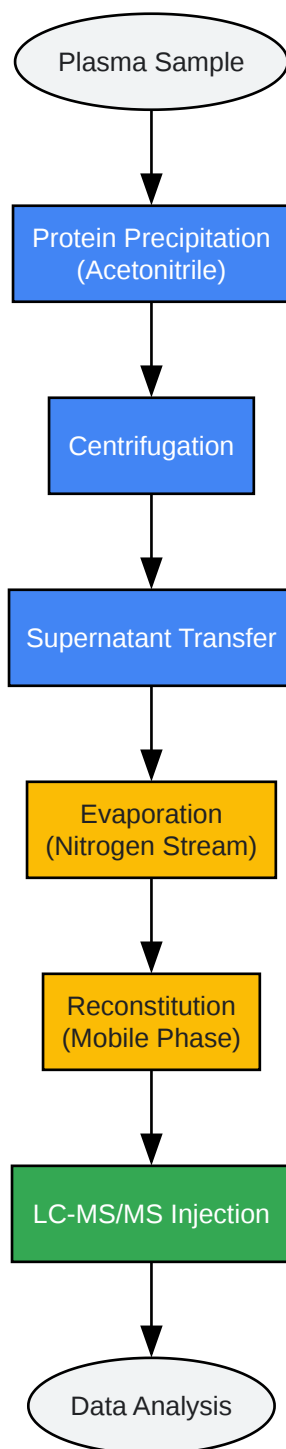 Plasma Sample
Protein Precipitation
(Acetonitrile)
Centrifugation
Supernatant Transfer
Evaporation
(Nitrogen Stream)
Reconstitution
(Mobile Phase)
LC-MS/MS Injection
Data Analysis